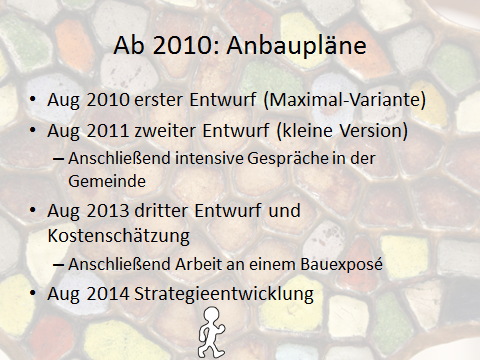 Ab 2010: Anbaupläne
• Aug 2010 erster Entwurf (Maximal-Variante)
• Aug 2011 zweiter Entwurf (kleine Version)
– Anschließend intensive Gespräche in der
Gemeinde
• Aug 2013 dritter Entwurf und
Kostenschätzung
– Anschließend Arbeit an einem Bauexposé
• Aug 2014 Strategieentwicklung